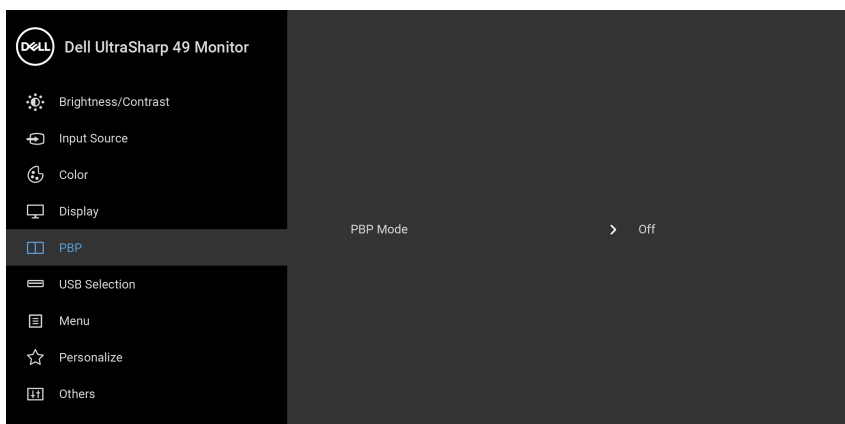 DELL Dell UltraSharp 49 Monitor
Brightness/Contrast
Input Source
Color
Display
PBP Mode Off
PBP
USB Selection
Menu
Personalize
Others